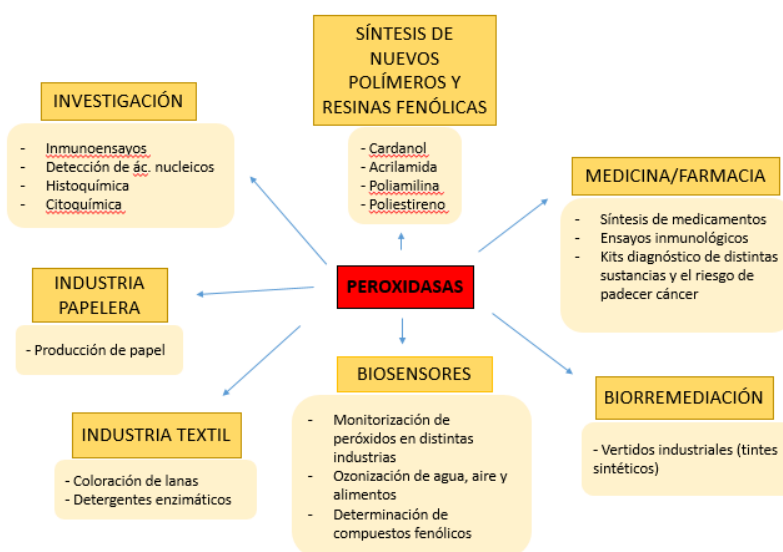 SÍNTESIS DE
NUEVOS
POLÍMEROS Y
RESINAS FENÓLICAS
- Cardanol
- Acrilamida
- Poliamilina
- Poliestireno
INVESTIGACIÓN
- Inmunoensayos
- Detección de ác. nucleicos
- Histoquímica
- Citoquímica
MEDICINA/FARMACIA
- Síntesis de medicamentos
- Ensayos inmunológicos
- Kits diagnóstico de distintas
sustancias y el riesgo de
padecer cáncer
PEROXIDASAS
INDUSTRIA
PAPELERA
- Producción de papel
BIOSENSORES
- Monitorización de
peróxidos en distintas
industrias
- Ozonización de agua, aire y
alimentos
- Determinación de
compuestos fenólicos
BIORREMEDIACIÓN
- Vertidos industriales (tintes
sintéticos)
INDUSTRIA TEXTIL
- Coloración de lanas
- Detergentes enzimáticos